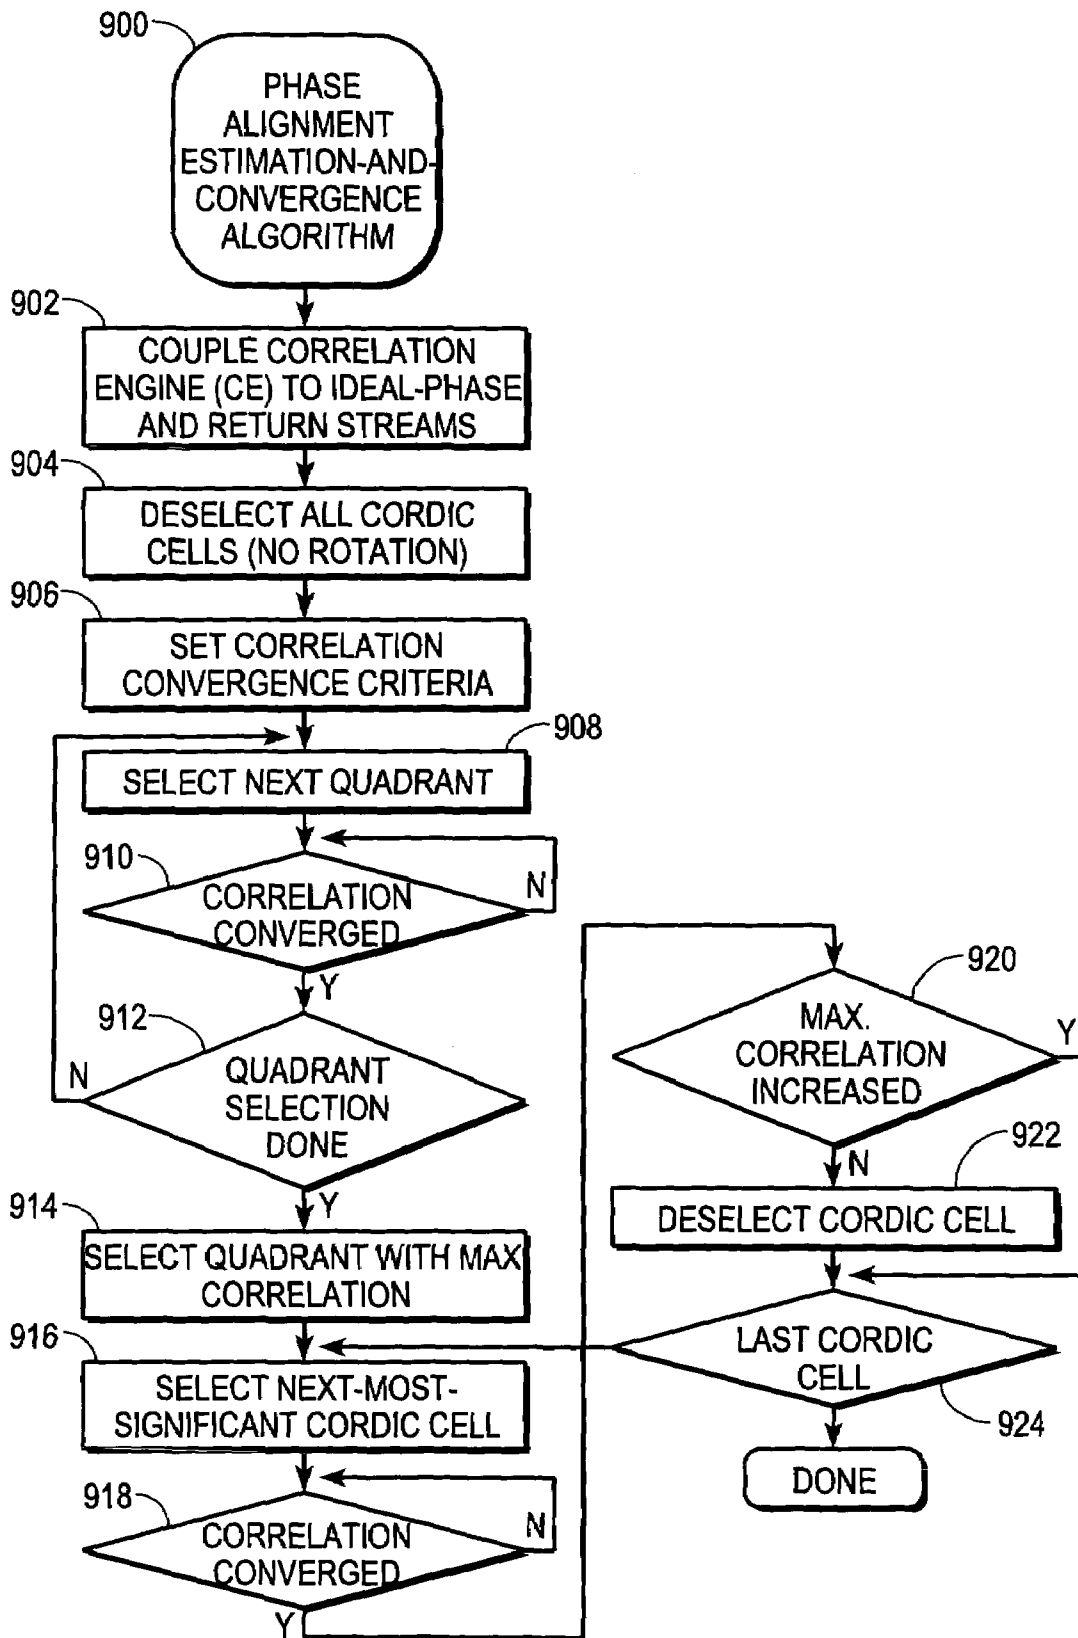 900
PHASE
ALIGNMENT
ESTIMATION-AND-
CONVERGENCE
ALGORITHM
902
COUPLE CORRELATION
ENGINE (CE) TO IDEAL-PHASE
AND RETURN STREAMS
904
DESELECT ALL CORDIC
CELLS (NO ROTATION)
906
SET CORRELATION
CONVERGENCE CRITERIA
908
SELECT NEXT QUADRANT
910
CORRELATION
CONVERGED
N
Y
912
QUADRANT
SELECTION
DONE
N
Y
914
SELECT QUADRANT WITH MAX
CORRELATION
916
SELECT NEXT-MOST-
SIGNIFICANT CORDIC CELL
918
CORRELATION
CONVERGED
N
Y
920
MAX.
CORRELATION
INCREASED
Y
N
922
DESELECT CORDIC CELL
LAST CORDIC
CELL
924
DONE